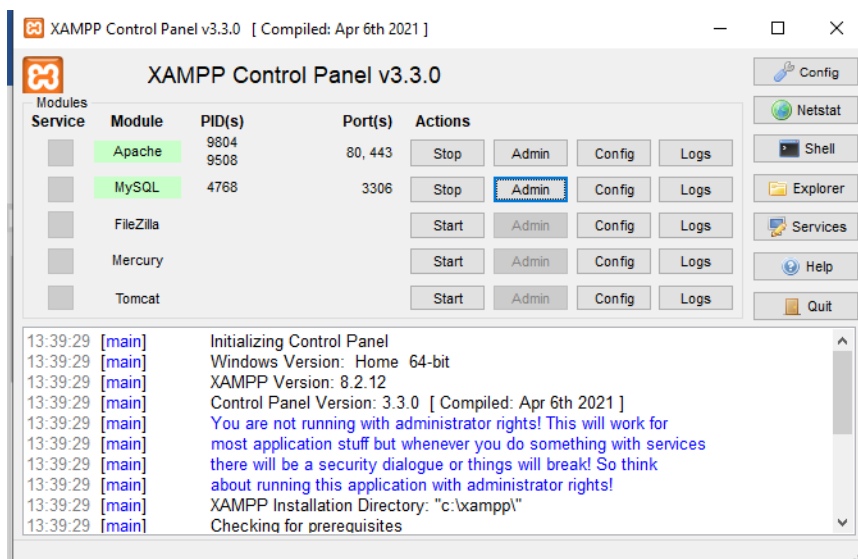 XAMPP Control Panel v3.3.0 [ Compiled: Apr 6th 2021 ]
XAMPP Control Panel v3.3.0
Config
Modules
Service Module PID(s) Port(s) Actions
Netstat
Apache 9804 9508 80, 443 Stop Admin Config Logs
Shell
MySQL 4768 3306 Stop Admin Config Logs
Explorer
FileZilla Start Admin Config Logs
Services
Mercury Start Admin Config Logs
Help
Tomcat Start Admin Config Logs
Quit
13:39:29 [main] Initializing Control Panel
13:39:29 [main] Windows Version: Home 64-bit
13:39:29 [main] XAMPP Version: 8.2.12
13:39:29 [main] Control Panel Version: 3.3.0 [ Compiled: Apr 6th 2021 ]
13:39:29 [main] You are not running with administrator rights! This will work for
13:39:29 [main] most application stuff but whenever you do something with services
13:39:29 [main] there will be a security dialogue or things will break! So think
13:39:29 [main] about running this application with administrator rights!
13:39:29 [main] XAMPP Installation Directory: "c:\xampp\"
13:39:29 [main] Checking for prerequisites